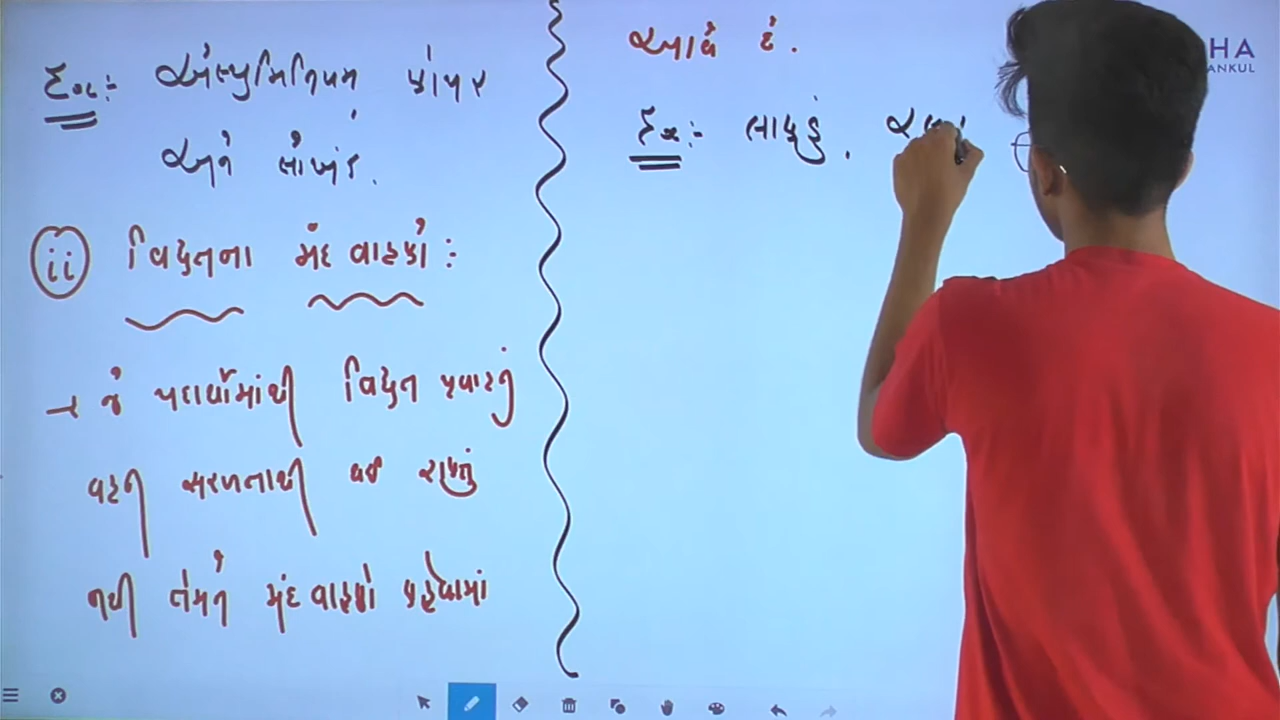 દા.ત.:- એલ્યુમિનિયમ, કોપર
અને લોખંડ.
(ii) વિદ્યુતના મંદ વાહકો :
→ જે પદાર્થોમાંથી વિદ્યુત પ્રવાહનું
વહન સરળતાથી થઈ શકતું
નથી તેમને મંદ વાહકો કહેવામાં
આવે છે.
દા.ત.:- લાકડું,
HA
ANKUL